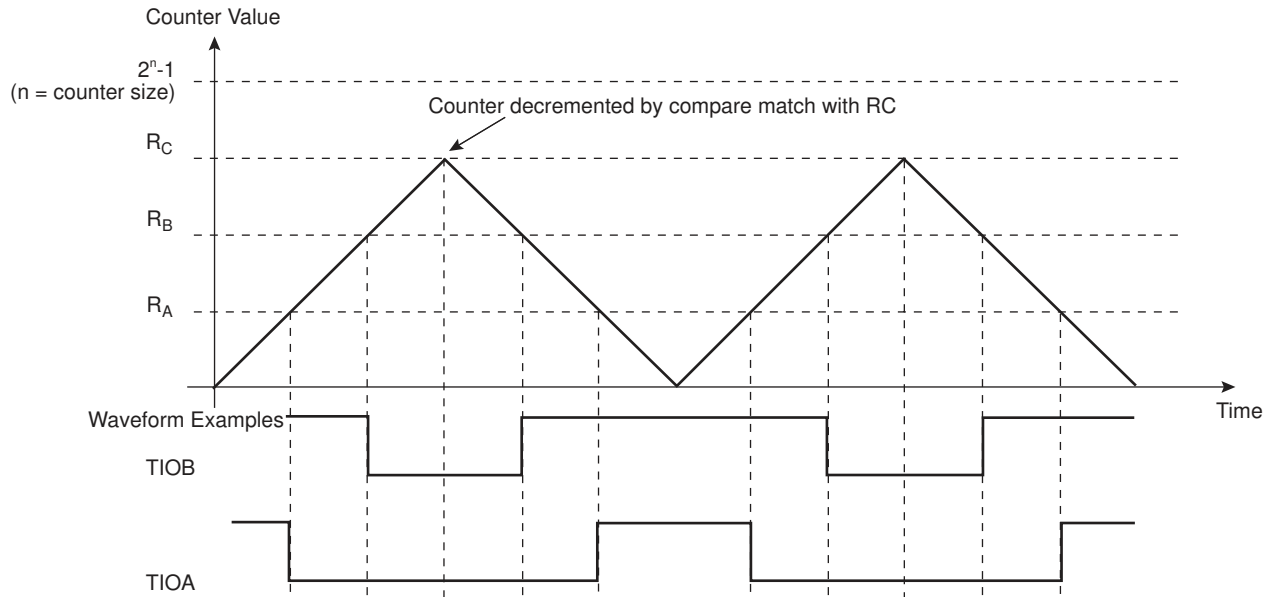 Counter Value
2ⁿ-1
(n = counter size)
Counter decremented by compare match with RC
R_C
R_B
R_A
Time
Waveform Examples
TIOB
TIOA